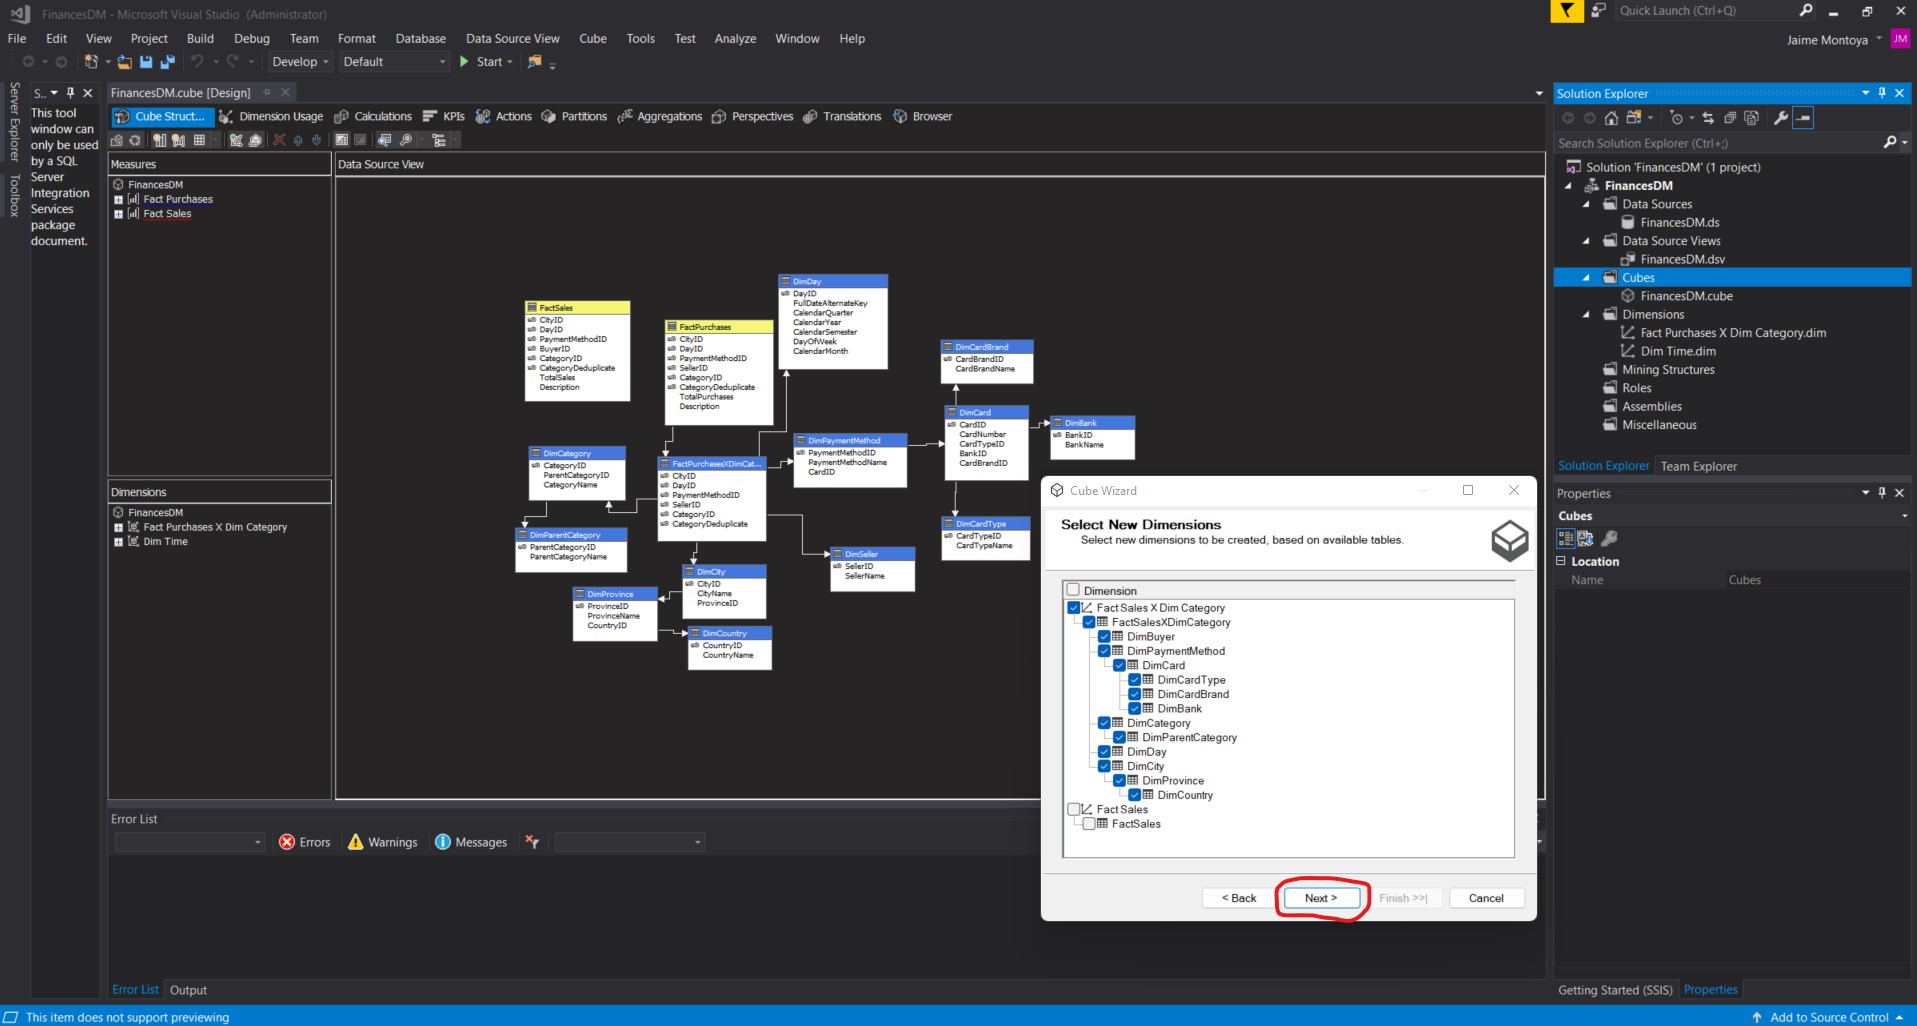 FinancesDM - Microsoft Visual Studio (Administrator)
Quick Launch (Ctrl+Q)
File Edit View Project Build Debug Team Format Database Data Source View Cube Tools Test Analyze Window Help
Jaime Montoya
JM
Develop
Default
Start
Server Explorer
Toolbox
S..
This tool
window can
only be used
by a SQL
Server
Integration
Services
package
document.
FinancesDM.cube [Design]
Cube Struct...
Dimension Usage
Calculations
KPIs
Actions
Partitions
Aggregations
Perspectives
Translations
Browser
Measures
FinancesDM
Fact Purchases
Fact Sales
Dimensions
FinancesDM
Fact Purchases X Dim Category
Dim Time
Data Source View
FactSales
CityID
DayID
PaymentMethodID
BuyerID
CategoryID
CategoryDeduplicate
TotalSales
Description
FactPurchases
CityID
DayID
PaymentMethodID
SellerID
CategoryID
CategoryDeduplicate
TotalPurchases
Description
DimDay
DayID
FullDateAlternateKey
CalendarQuarter
CalendarYear
CalendarSemester
DayOfWeek
CalendarMonth
DimCardBrand
CardBrandID
CardBrandName
DimCard
CardID
CardNumber
CardTypeID
BankID
CardBrandID
DimBank
BankID
BankName
DimPaymentMethod
PaymentMethodID
PaymentMethodName
CardID
DimCategory
CategoryID
ParentCategoryID
CategoryName
FactPurchasesXDimCat...
CityID
DayID
PaymentMethodID
SellerID
CategoryID
CategoryDeduplicate
DimCardType
CardTypeID
CardTypeName
DimParentCategory
ParentCategoryID
ParentCategoryName
DimSeller
SellerID
SellerName
DimCity
CityID
CityName
ProvinceID
DimProvince
ProvinceID
ProvinceName
CountryID
DimCountry
CountryID
CountryName
Cube Wizard
Select New Dimensions
Select new dimensions to be created, based on available tables.
Dimension
Fact Sales X Dim Category
FactSalesXDimCategory
DimBuyer
DimPaymentMethod
DimCard
DimCardType
DimCardBrand
DimBank
DimCategory
DimParentCategory
DimDay
DimCity
DimProvince
DimCountry
Fact Sales
FactSales
< Back
Next >
Finish >>|
Cancel
Error List
Errors
Warnings
Messages
Error List
Output
Solution Explorer
Search Solution Explorer (Ctrl+;)
Solution 'FinancesDM' (1 project)
FinancesDM
Data Sources
FinancesDM.ds
Data Source Views
FinancesDM.dsv
Cubes
FinancesDM.cube
Dimensions
Fact Purchases X Dim Category.dim
Dim Time.dim
Mining Structures
Roles
Assemblies
Miscellaneous
Solution Explorer
Team Explorer
Properties
Cubes
Location
Name
Cubes
Getting Started (SSIS)
Properties
This item does not support previewing
Add to Source Control